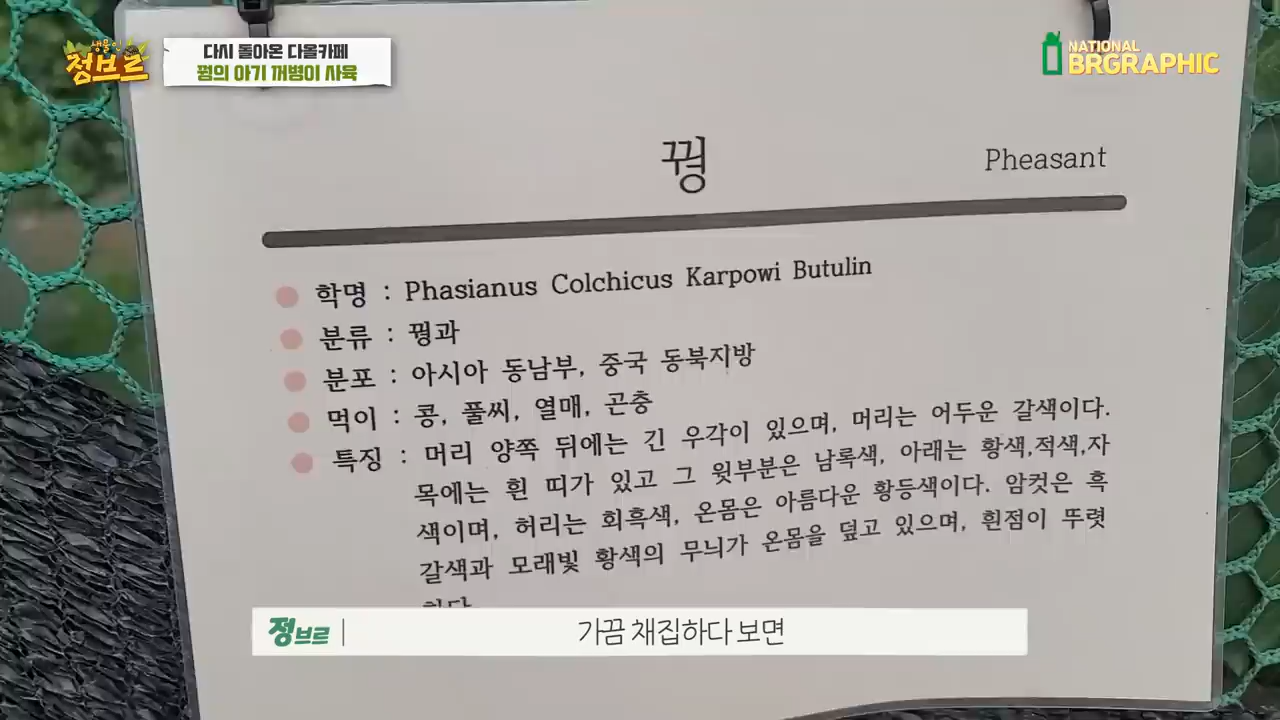 생물인
정브르
다시 돌아온 다올카페
꿩의 아기 꺼병이 사육
NATIONAL
BRGRAPHIC
꿩
Pheasant
학명 : Phasianus Colchicus Karpowi Butulin
분류 : 꿩과
분포 : 아시아 동남부, 중국 동북지방
먹이 : 콩, 풀씨, 열매, 곤충
특징 : 머리 양쪽 뒤에는 긴 우각이 있으며, 머리는 어두운 갈색이다.
목에는 흰 띠가 있고 그 윗부분은 남록색, 아래는 황색,적색,자
색이며, 허리는 회흑색, 온몸은 아름다운 황등색이다. 암컷은 흑
갈색과 모래빛 황색의 무늬가 온몸을 덮고 있으며, 흰점이 뚜렷
정브르 | 가끔 채집하다 보면